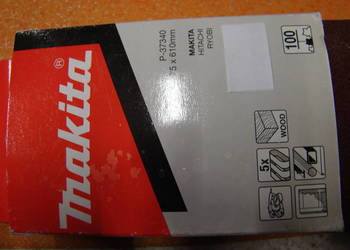 Makita®
P-37340
75 x 610mm
MAKITA
HITACHI
RYOBI
100
WOOD
5x